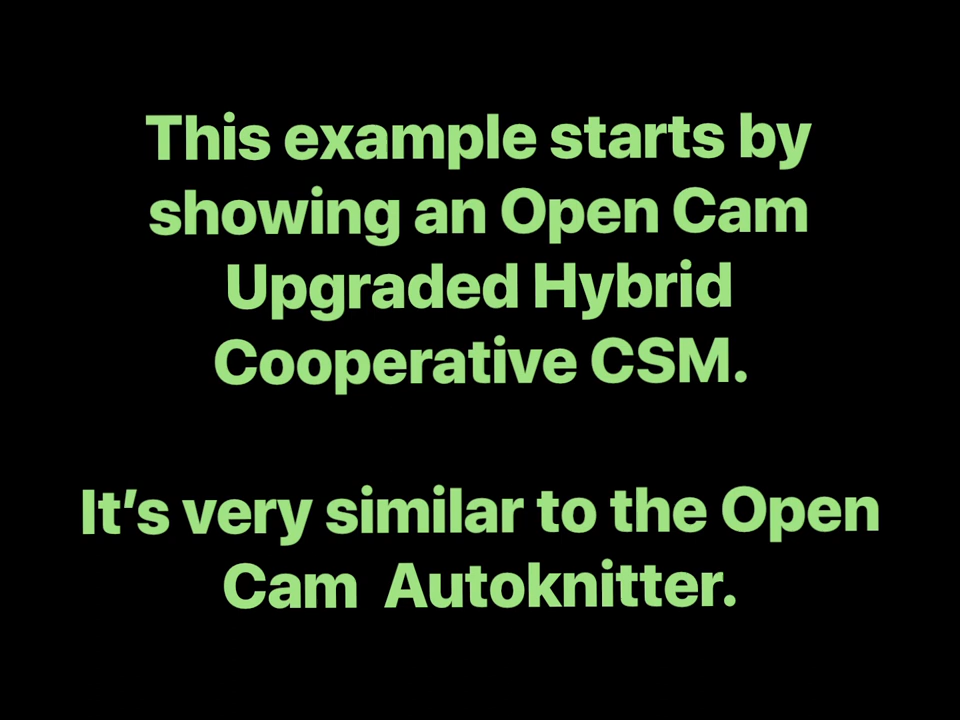 This example starts by
showing an Open Cam
Upgraded Hybrid
Cooperative CSM.
It’s very similar to the Open
Cam  Autoknitter.